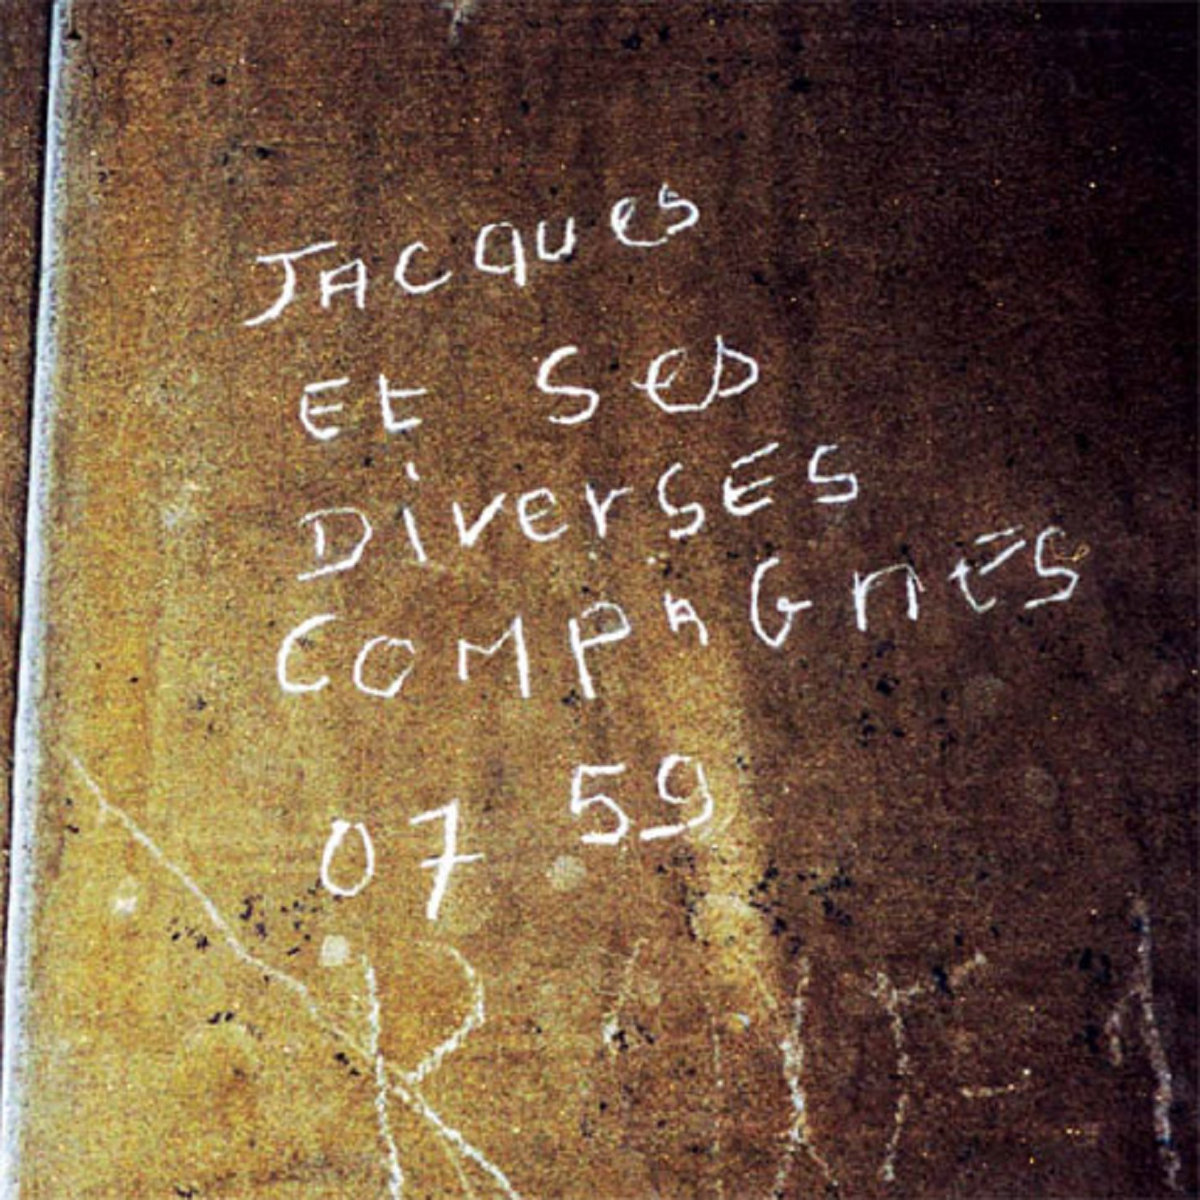 JACques
Et Ses
DiverSES
COMPAGnES
07 59